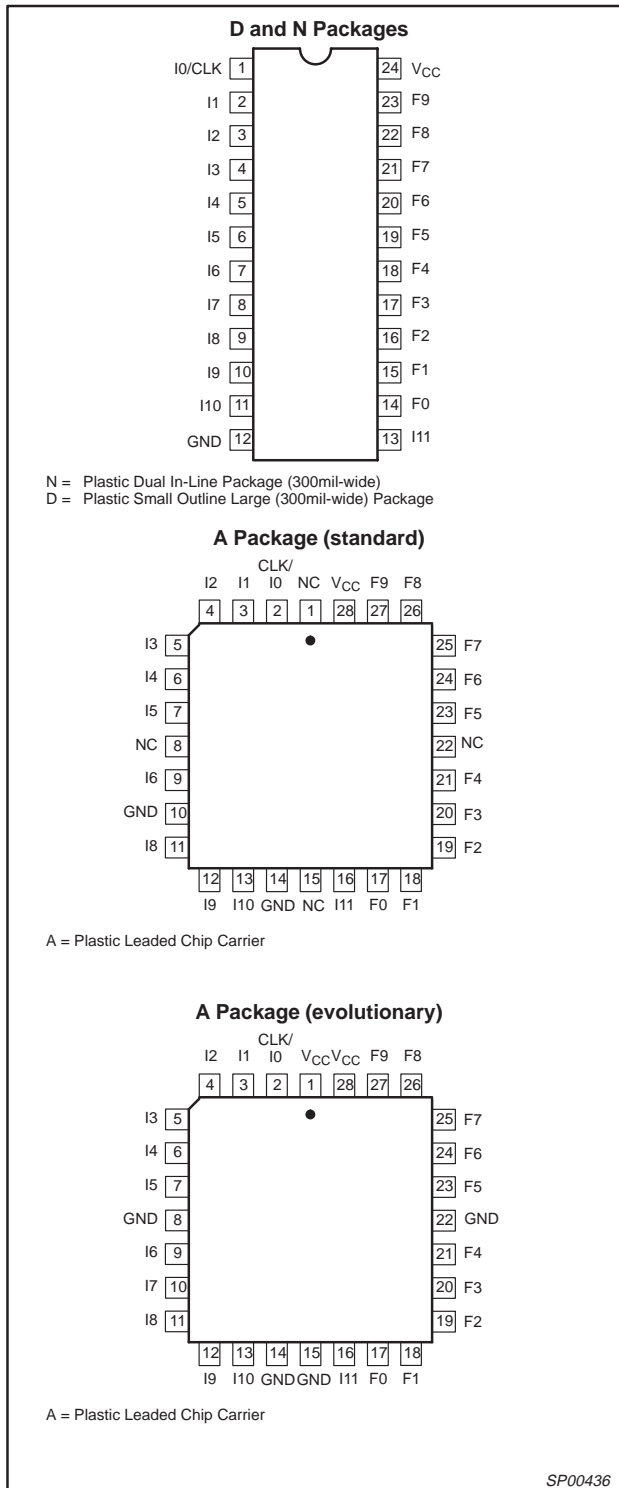 D and N Packages
I0/CLK 1 24 VCC
I1 2 23 F9
I2 3 22 F8
I3 4 21 F7
I4 5 20 F6
I5 6 19 F5
I6 7 18 F4
I7 8 17 F3
I8 9 16 F2
I9 10 15 F1
I10 11 14 F0
GND 12 13 I11
N = Plastic Dual In-Line Package (300mil-wide)
D = Plastic Small Outline Large (300mil-wide) Package
A Package (standard)
CLK/
I2 I1 I0 NC VCC F9 F8
4 3 2 1 28 27 26
I3 5 25 F7
I4 6 24 F6
I5 7 23 F5
NC 8 22 NC
I6 9 21 F4
GND 10 20 F3
I8 11 19 F2
12 13 14 15 16 17 18
I9 I10 GND NC I11 F0 F1
A = Plastic Leaded Chip Carrier
A Package (evolutionary)
CLK/
I2 I1 I0 VCC VCC F9 F8
4 3 2 1 28 27 26
I3 5 25 F7
I4 6 24 F6
I5 7 23 F5
GND 8 22 GND
I6 9 21 F4
I7 10 20 F3
I8 11 19 F2
12 13 14 15 16 17 18
I9 I10 GND GND I11 F0 F1
A = Plastic Leaded Chip Carrier
SP00436